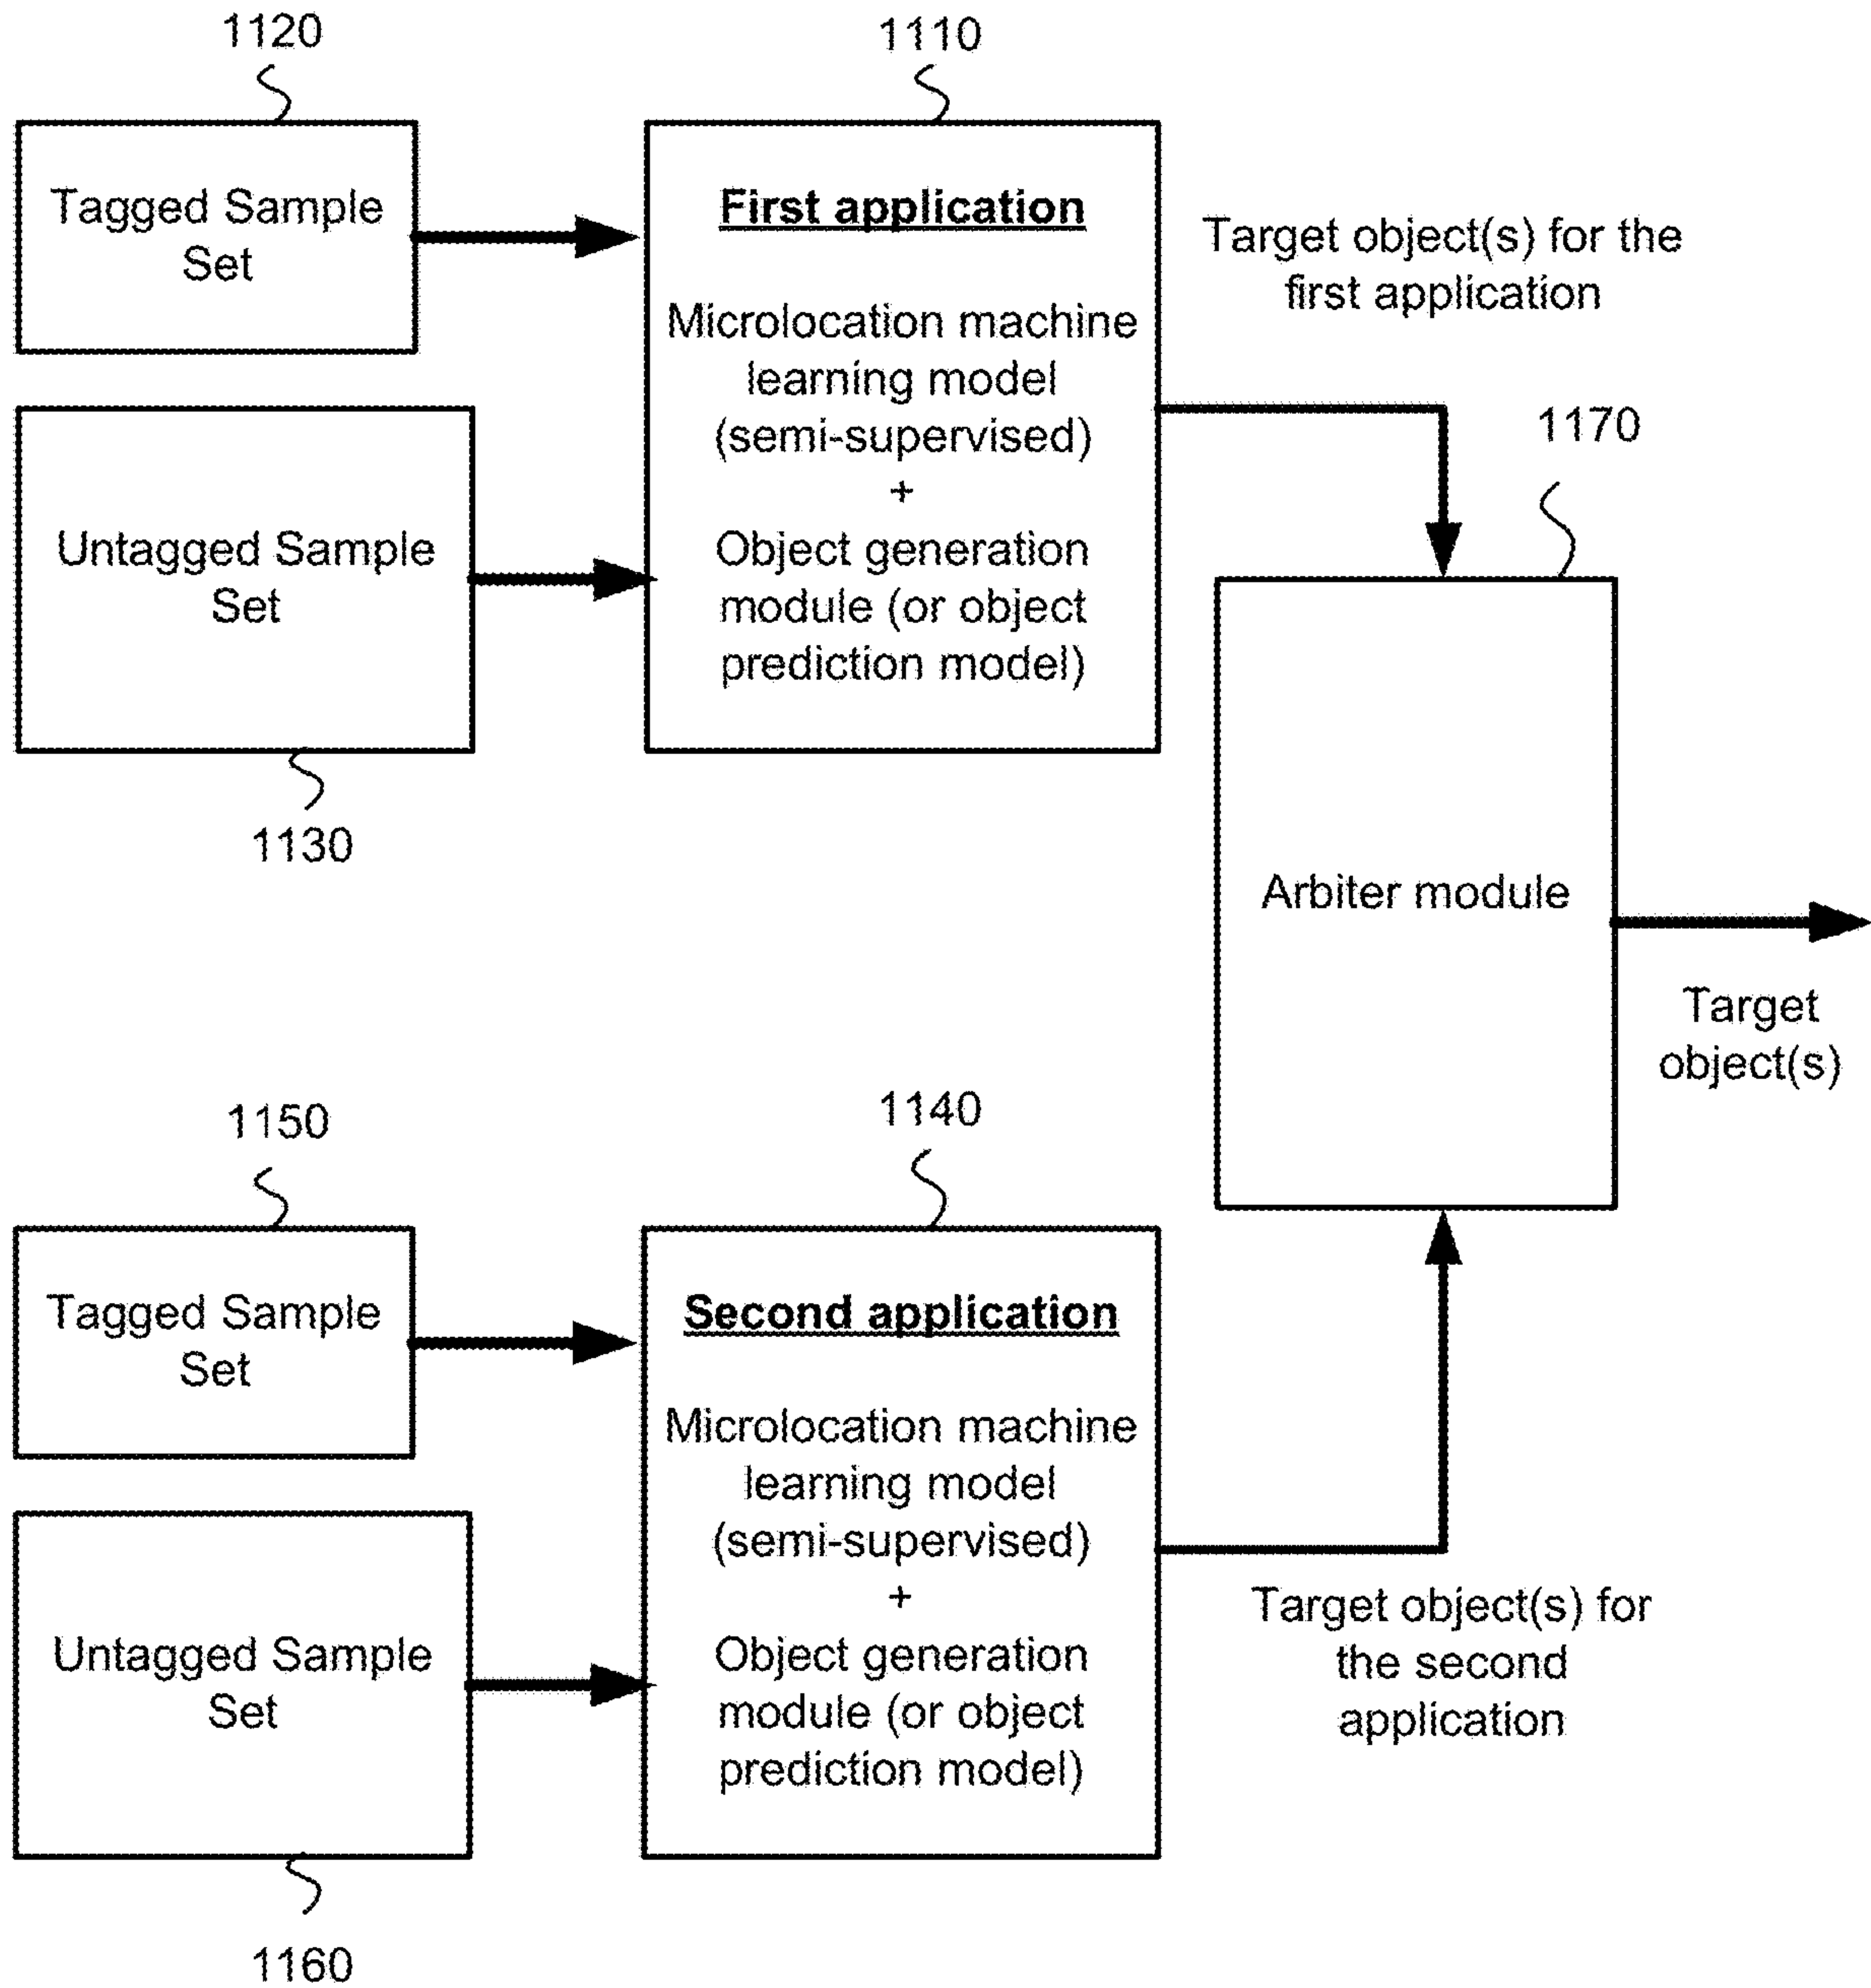 1120
1110
Tagged Sample
Set
First application
Microlocation machine
learning model
(semi-supervised)
+
Object generation
module (or object
prediction model)
Target object(s) for the
first application
1170
Untagged Sample
Set
1130
Arbiter module
Target
object(s)
1150
1140
Tagged Sample
Set
Second application
Microlocation machine
learning model
(semi-supervised)
+
Object generation
module (or object
prediction model)
Target object(s) for
the second
application
Untagged Sample
Set
1160